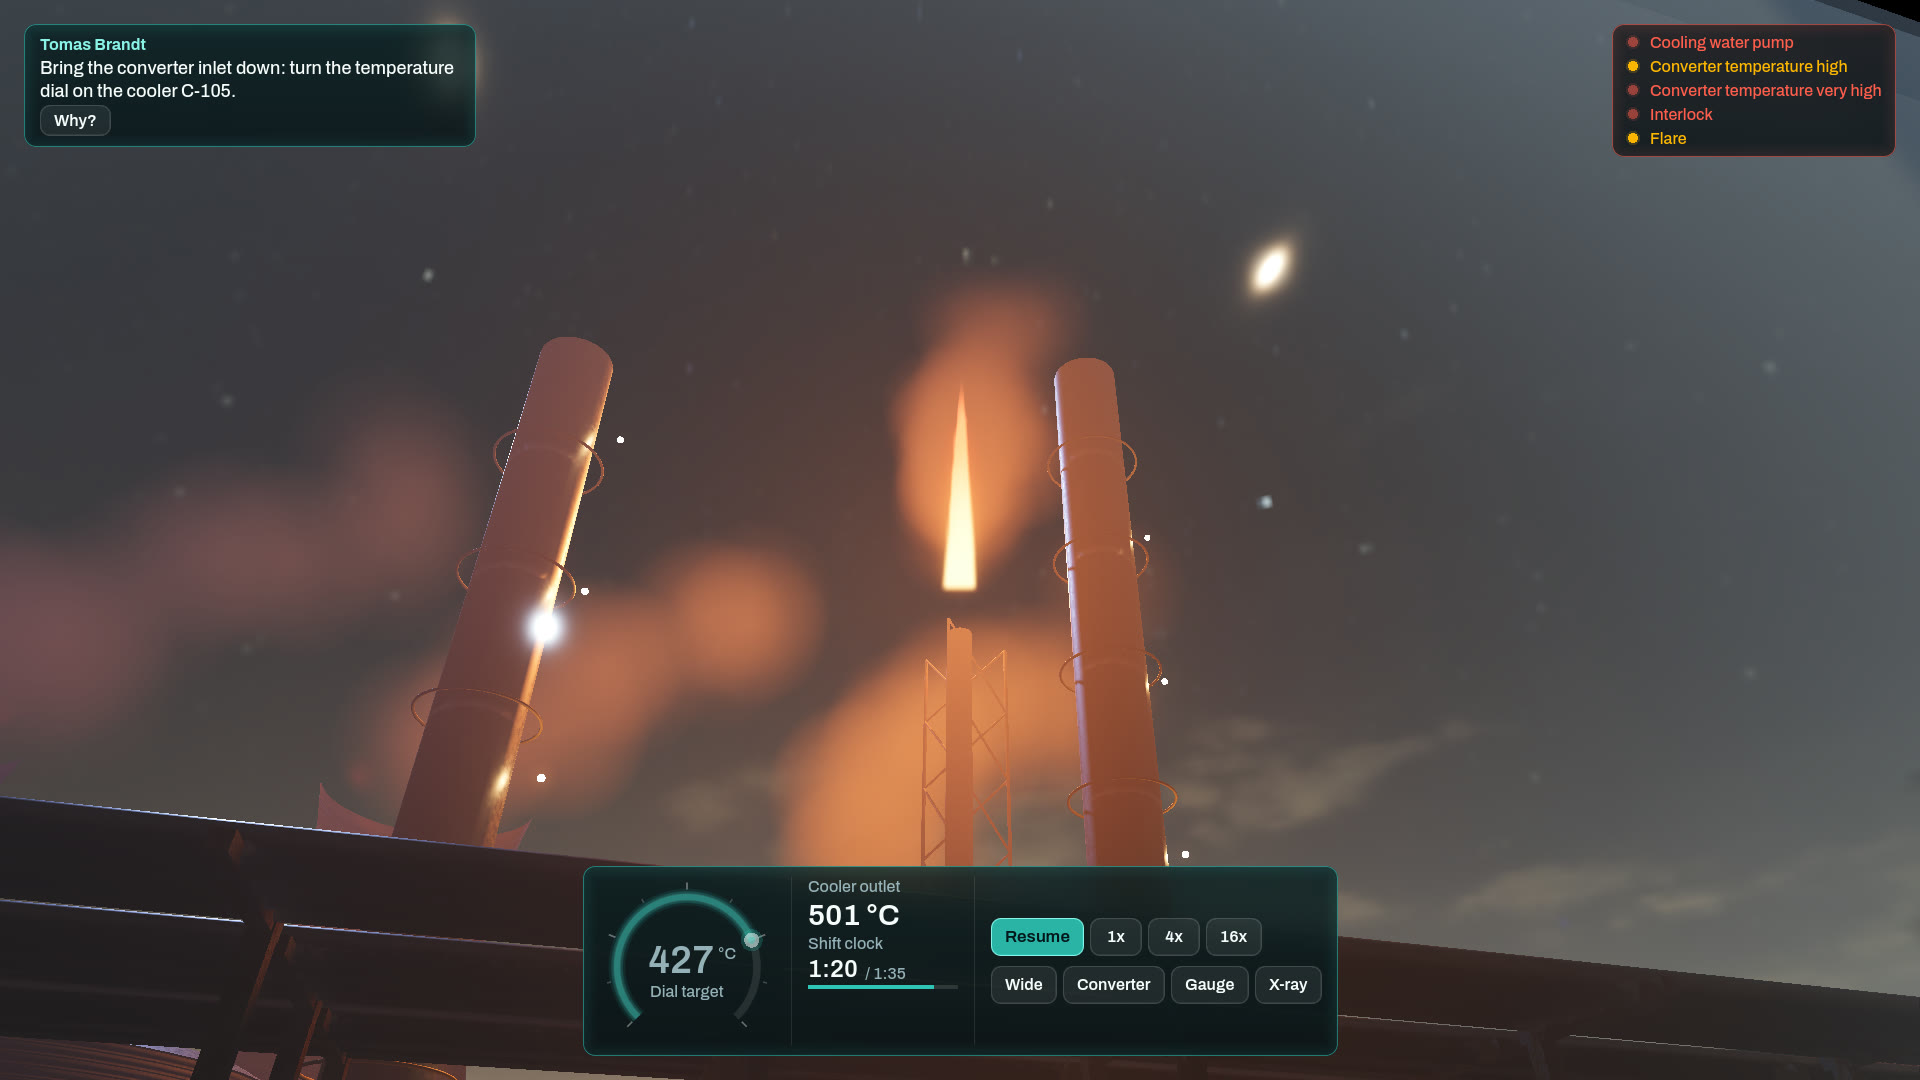 Tomas Brandt
Bring the converter inlet down: turn the temperature
dial on the cooler C-105.
Why?
Cooling water pump
Converter temperature high
Converter temperature very high
Interlock
Flare
427 °C
Dial target
Cooler outlet
501 °C
Shift clock
1:20 / 1:35
Resume 1x 4x 16x
Wide Converter Gauge X-ray